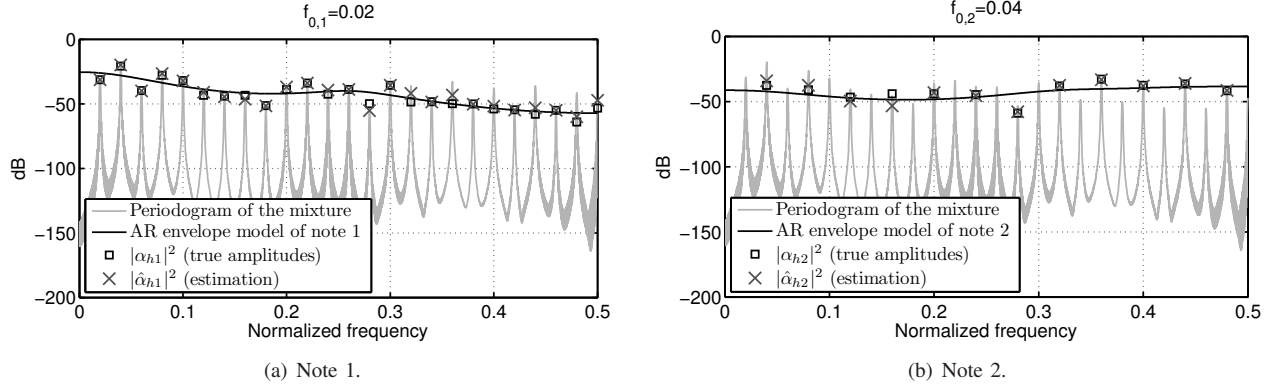 f0,1=0.02
0
−50
−100
−150
−200
dB
Periodogram of the mixture
AR envelope model of note 1
|αh1|² (true amplitudes)
|α̂h1|² (estimation)
0 0.1 0.2 0.3 0.4 0.5
Normalized frequency
(a) Note 1.
f0,2=0.04
0
−50
−100
−150
−200
dB
Periodogram of the mixture
AR envelope model of note 2
|αh2|² (true amplitudes)
|α̂h2|² (estimation)
0 0.1 0.2 0.3 0.4 0.5
Normalized frequency
(b) Note 2.